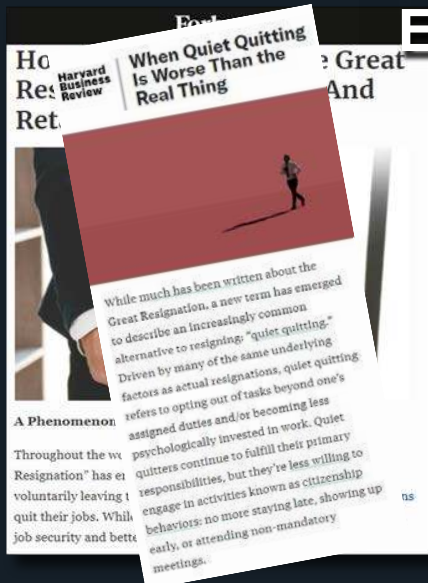 Ho
Great
Res
And
Ret
Harvard
Business
Review
When Quiet Quitting
Is Worse Than the
Real Thing
While much has been written about the
Great Resignation, a new term has emerged
to describe an increasingly common
alternative to resigning: “quiet quitting.”
Driven by many of the same underlying
factors as actual resignations, quiet quitting
refers to opting out of tasks beyond one’s
assigned duties and/or becoming less
psychologically invested in work. Quiet
quitters continue to fulfill their primary
responsibilities, but they’re less willing to
engage in activities known as citizenship
behaviors: no more staying late, showing up
early, or attending non-mandatory
meetings.
A Phenomenon
Throughout the
Resignation” has
voluntarily leaving
quit their jobs. Whil
job security and bette